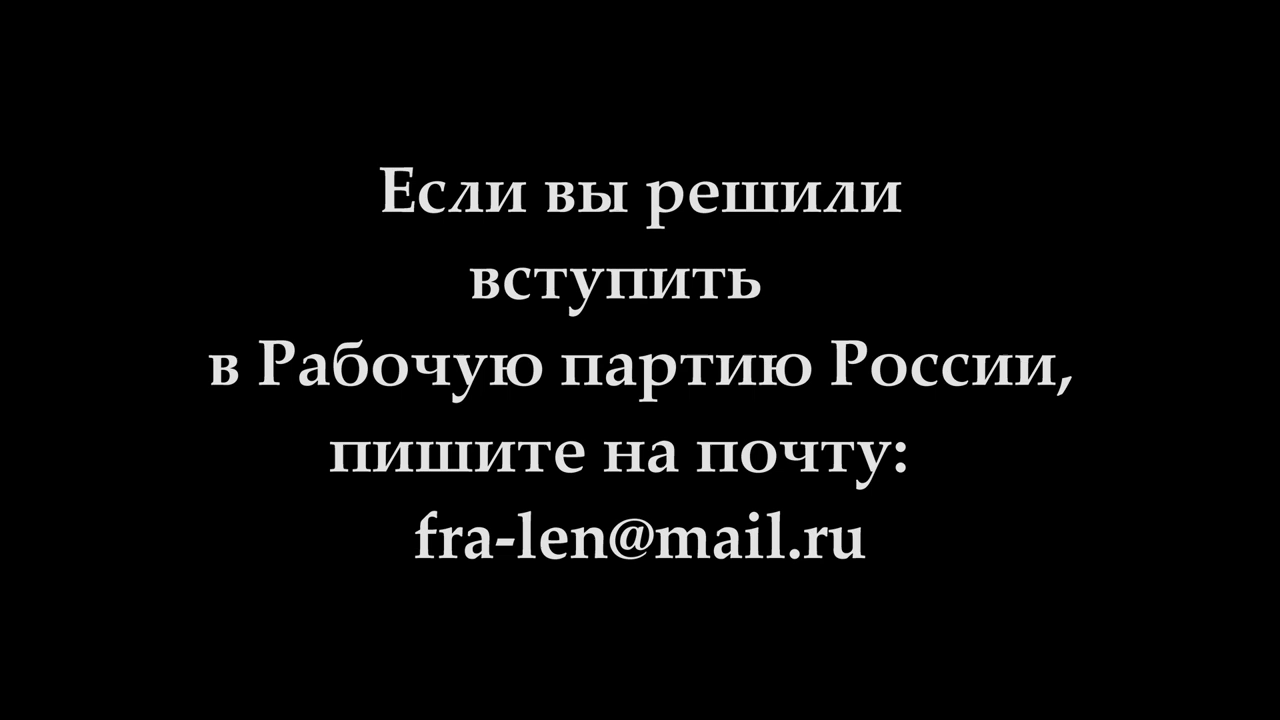 Если вы решили
вступить
в Рабочую партию России,
пишите на почту:
fra-len@mail.ru